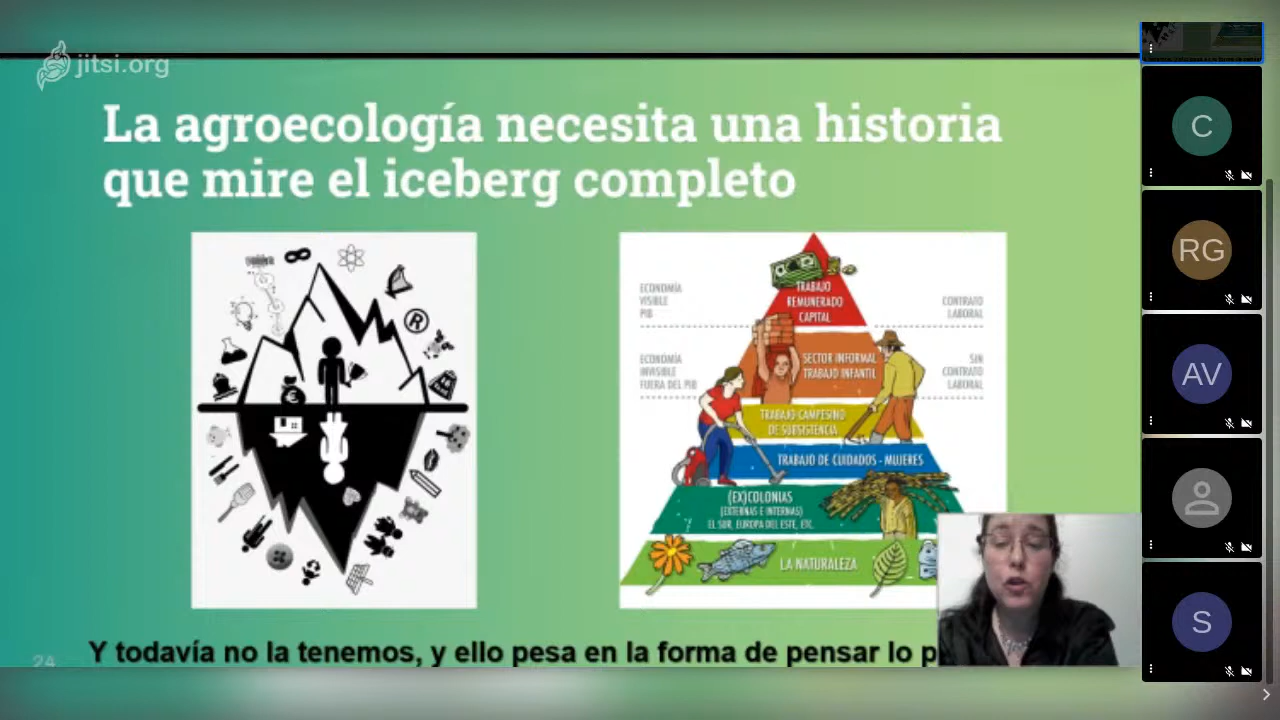 jitsi.org
La agroecología necesita una historia
que mire el iceberg completo
®
€
ECONOMÍA
VISIBLE
PIB
TRABAJO
REMUNERADO
CAPITAL
CONTRATO
LABORAL
ECONOMÍA
INVISIBLE
FUERA DEL PIB
SECTOR INFORMAL
TRABAJO INFANTIL
SIN
CONTRATO
LABORAL
TRABAJO CAMPESINO
DE SUBSISTENCIA
TRABAJO DE CUIDADOS - MUJERES
(EX)COLONIAS
(EXTERNAS E INTERNAS)
EL SUR, EUROPA DEL ESTE, ETC.
LA NATURALEZA
Y todavía no la tenemos, y ello pesa en la forma de pensar lo p
24
C
RG
AV
S